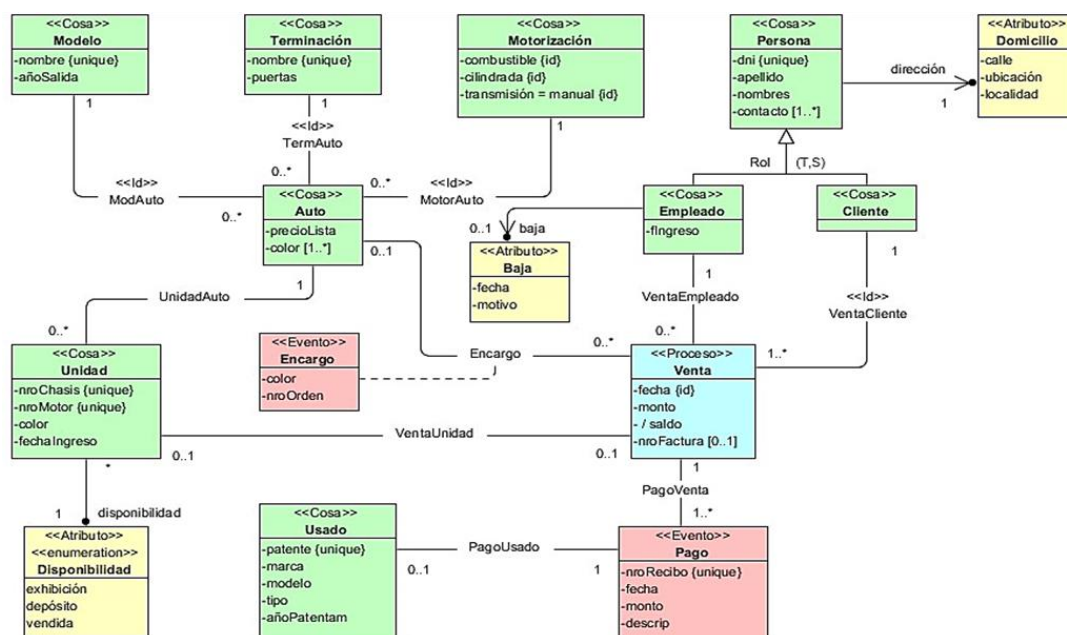 <<Cosa>>
Modelo
-nombre {unique}
-añoSalida
<<Cosa>>
Terminación
-nombre {unique}
-puertas
<<Cosa>>
Motorización
-combustible {id}
-cilindrada {id}
-transmisión = manual {id}
<<Cosa>>
Persona
-dni {unique}
-apellido
-nombres
-contacto [1..*]
dirección
1
<<Atributo>>
Domicilio
-calle
-ubicación
-localidad
1
1
1
<<Id>>
TermAuto
Rol (T,S)
<<Id>>
ModAuto
0..*
0..*
0..*
<<Id>>
MotorAuto
<<Cosa>>
Auto
-precioLista
-color [1..*]
<<Cosa>>
Empleado
-fIngreso
<<Cosa>>
Cliente
0..1
baja
<<Atributo>>
Baja
-fecha
-motivo
0..1
1
1
1
UnidadAuto
VentaEmpleado
<<Id>>
VentaCliente
0..*
0..*
<<Evento>>
Encargo
-color
-nroOrden
Encargo
0..*
1..*
<<Cosa>>
Unidad
-nroChasis {unique}
-nroMotor {unique}
-color
-fechaIngreso
<<Proceso>>
Venta
-fecha {id}
-monto
- / saldo
-nroFactura [0..1]
VentaUnidad
0..1
0..1
*
1
disponibilidad
1
PagoVenta
1..*
<<Atributo>>
<<enumeration>>
Disponibilidad
exhibición
depósito
vendida
<<Cosa>>
Usado
-patente {unique}
-marca
-modelo
-tipo
-añoPatentam
PagoUsado
0..1
1
<<Evento>>
Pago
-nroRecibo {unique}
-fecha
-monto
-descrip